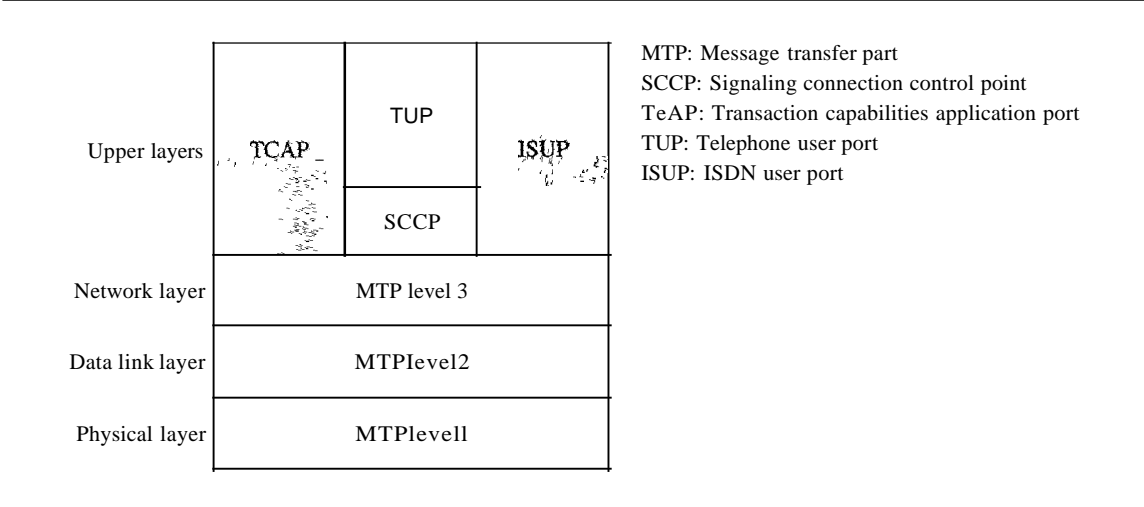 MTP: Message transfer part
SCCP: Signaling connection control point
TeAP: Transaction capabilities application port
TUP: Telephone user port
ISUP: ISDN user port
Upper layers
TCAP
TUP
ISUP
SCCP
Network layer
MTP level 3
Data link layer
MTPIevel2
Physical layer
MTPlevell